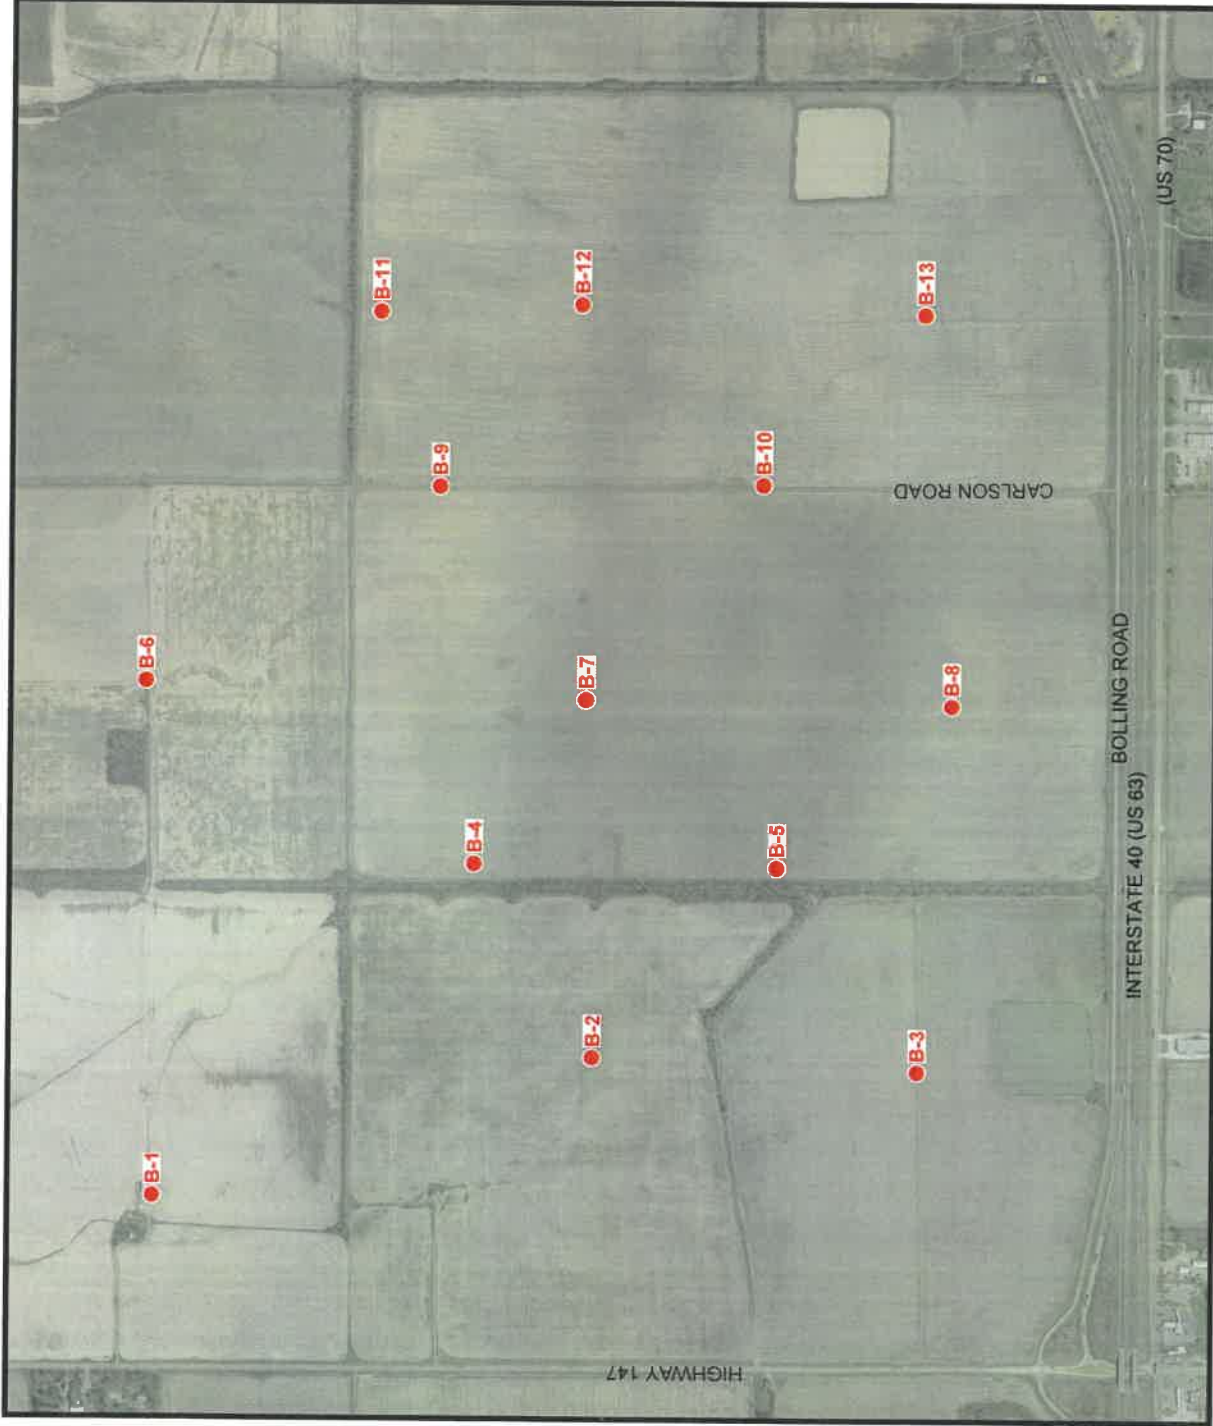 B-1
B-6
B-11
B-9
B-4
B-12
B-7
B-2
B-10
B-5
B-13
B-8
B-3
CARLSON ROAD
HIGHWAY 147
BOLLING ROAD
INTERSTATE 40 (US 63)
(US 70)